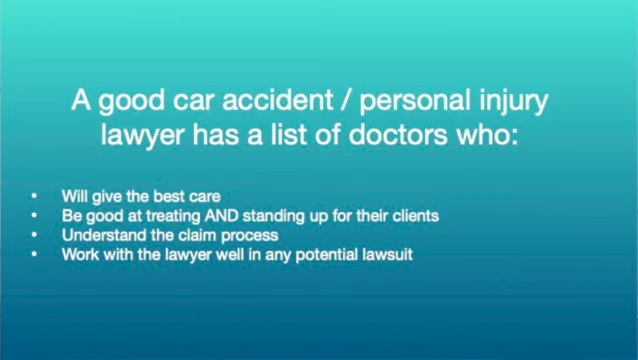 A good car accident / personal injury
lawyer has a list of doctors who:
• Will give the best care
• Be good at treating AND standing up for their clients
• Understand the claim process
• Work with the lawyer well in any potential lawsuit